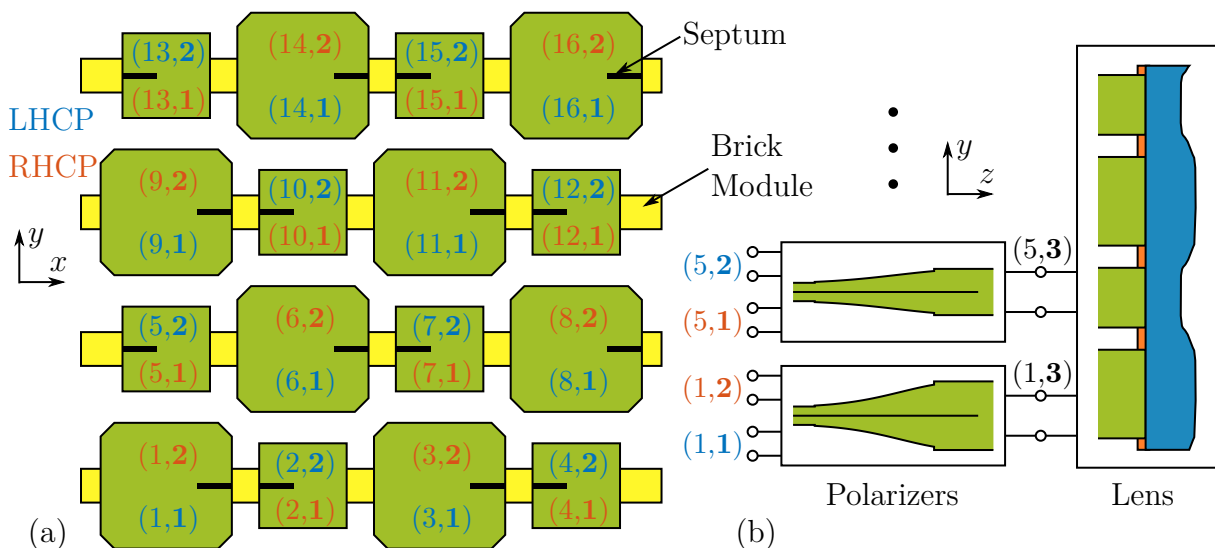 (13,2) (14,2) (15,2) (16,2) Septum
(13,1) (14,1) (15,1) (16,1)
LHCP
RHCP
(9,2) (10,2) (11,2) (12,2) Brick
Module
(9,1) (10,1) (11,1) (12,1)
y
x
y
z
(5,2) (6,2) (7,2) (8,2)
(5,1) (6,1) (7,1) (8,1)
(1,2) (2,2) (3,2) (4,2)
(1,1) (2,1) (3,1) (4,1)
(a)
(5,2) (5,3)
(5,1)
(1,2) (1,3)
(1,1)
Polarizers Lens
(b)